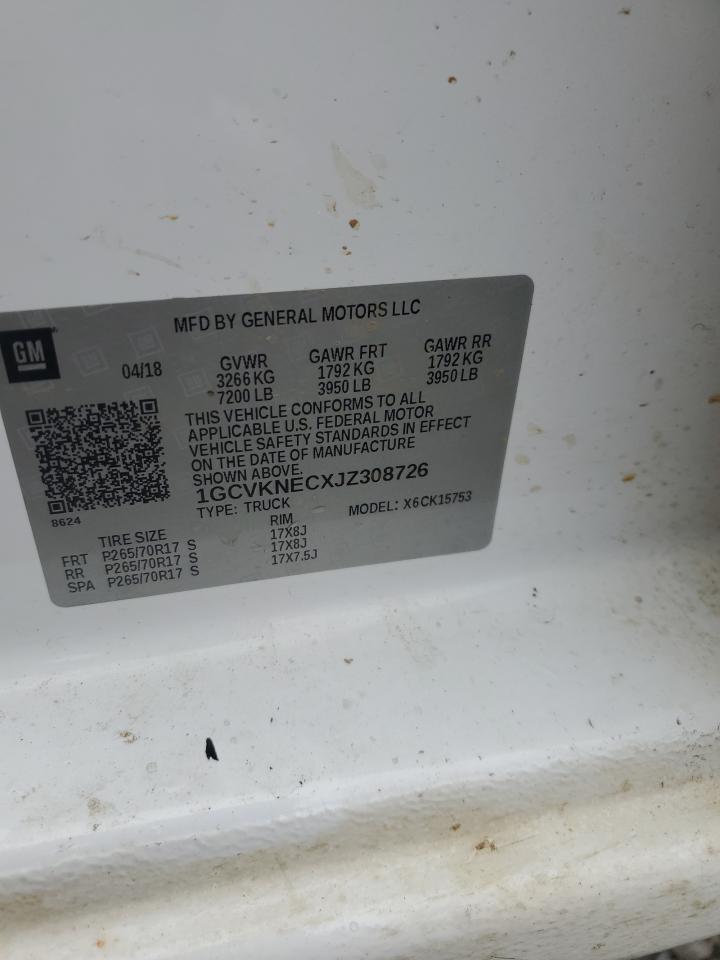 MFD BY GENERAL MOTORS LLC
GM
04/18
GVWR GAWR FRT GAWR RR
3266 KG 1792 KG 1792 KG
7200 LB 3950 LB 3950 LB
THIS VEHICLE CONFORMS TO ALL
APPLICABLE U.S. FEDERAL MOTOR
VEHICLE SAFETY STANDARDS IN EFFECT
ON THE DATE OF MANUFACTURE
SHOWN ABOVE.
1GCVKNECXJZ308726
TYPE: TRUCK MODEL: X6CK15753
8624
TIRE SIZE RIM
FRT P265/70R17 S 17X8J
RR P265/70R17 S 17X8J
SPA P265/70R17 S 17X7.5J